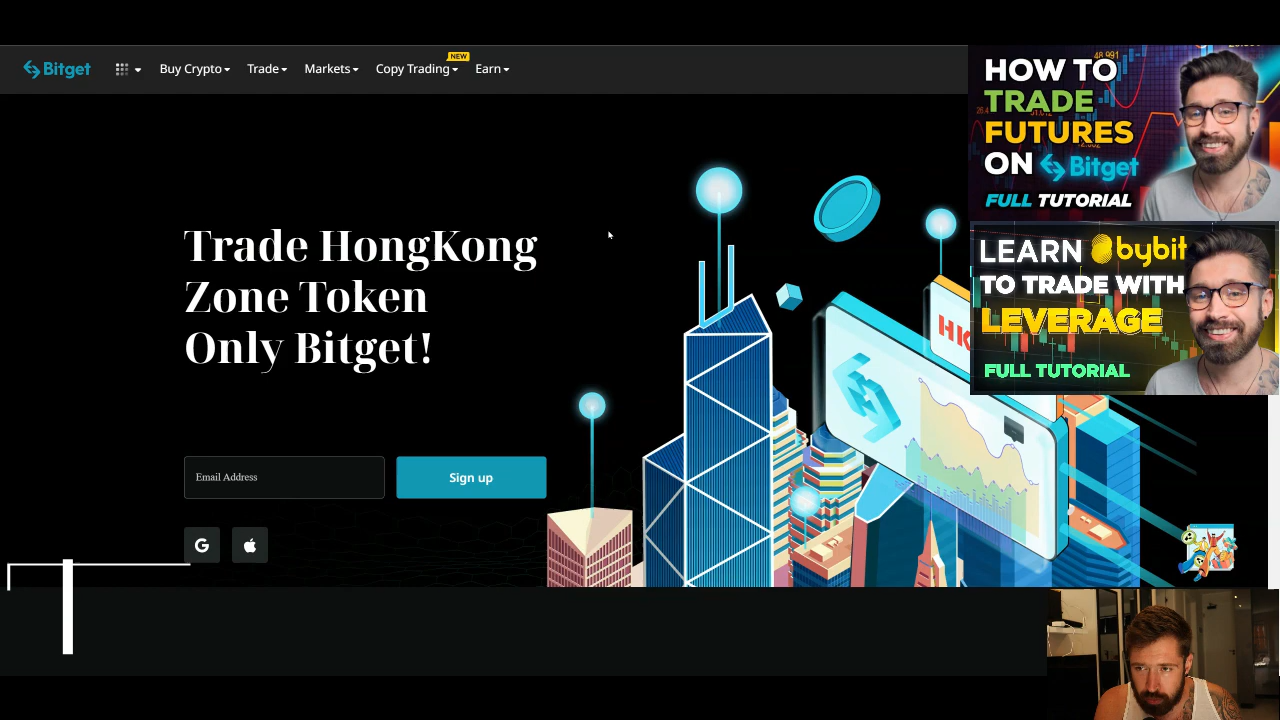 Bitget
Buy Crypto
Trade
Markets
Copy Trading
NEW
Earn
Trade HongKong
Zone Token
Only Bitget!
Email Address
Sign up
HK
HOW TO
TRADE
FUTURES
ON Bitget
FULL TUTORIAL
LEARN bybit
TO TRADE WITH
LEVERAGE
FULL TUTORIAL